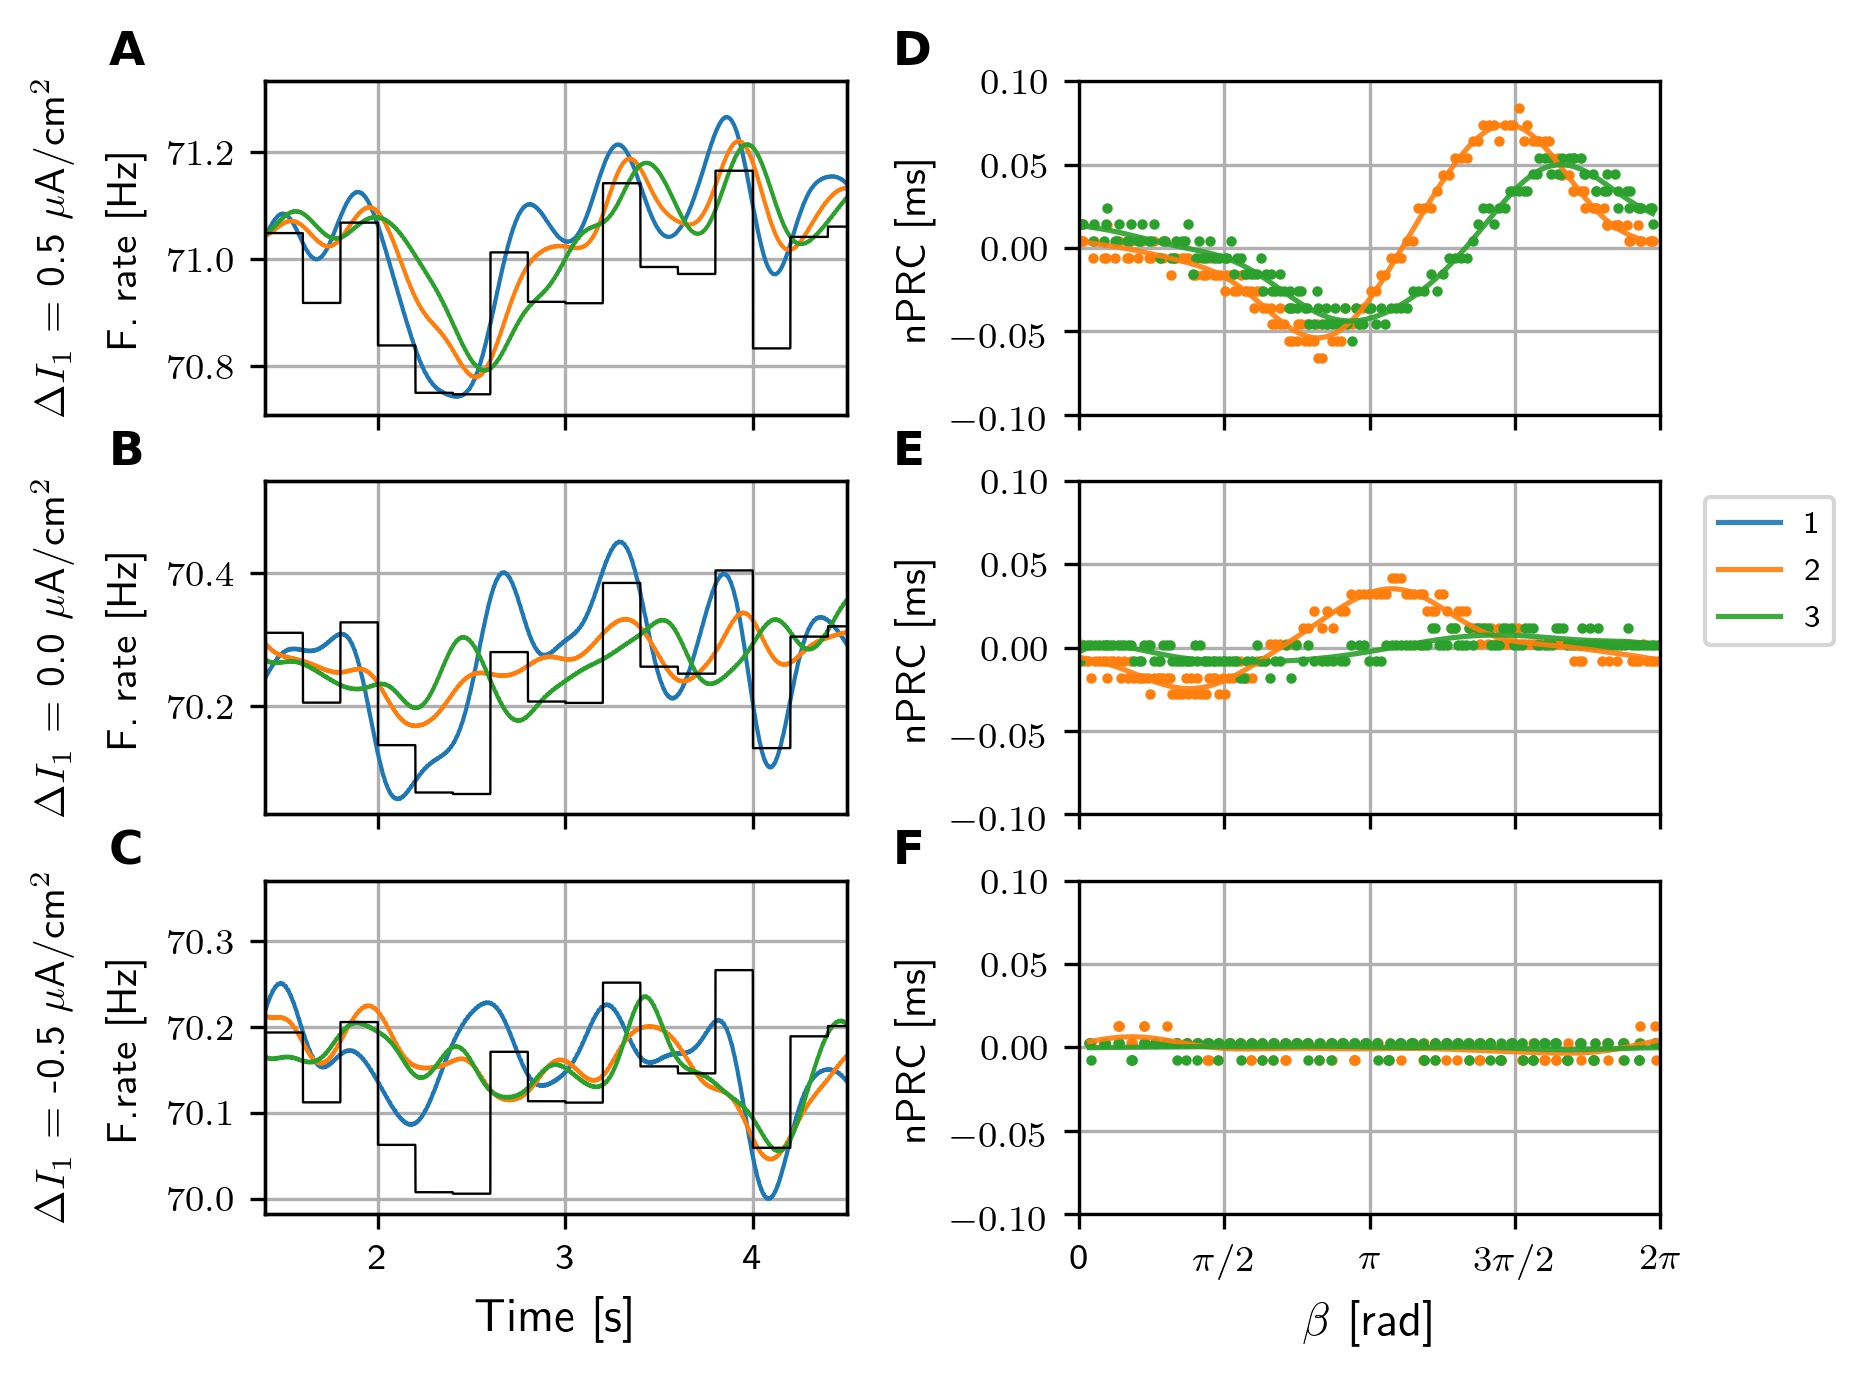 A
ΔI₁ = 0.5 μA/cm²
F. rate [Hz]
71.2
71.0
70.8
D
nPRC [ms]
0.10
0.05
0.00
−0.05
−0.10
B
ΔI₁ = 0.0 μA/cm²
F. rate [Hz]
70.4
70.2
E
nPRC [ms]
0.10
0.05
0.00
−0.05
−0.10
1
2
3
C
ΔI₁ = -0.5 μA/cm²
F.rate [Hz]
70.3
70.2
70.1
70.0
2 3 4
Time [s]
F
nPRC [ms]
0.10
0.05
0.00
−0.05
−0.10
0 π/2 π 3π/2 2π
β [rad]